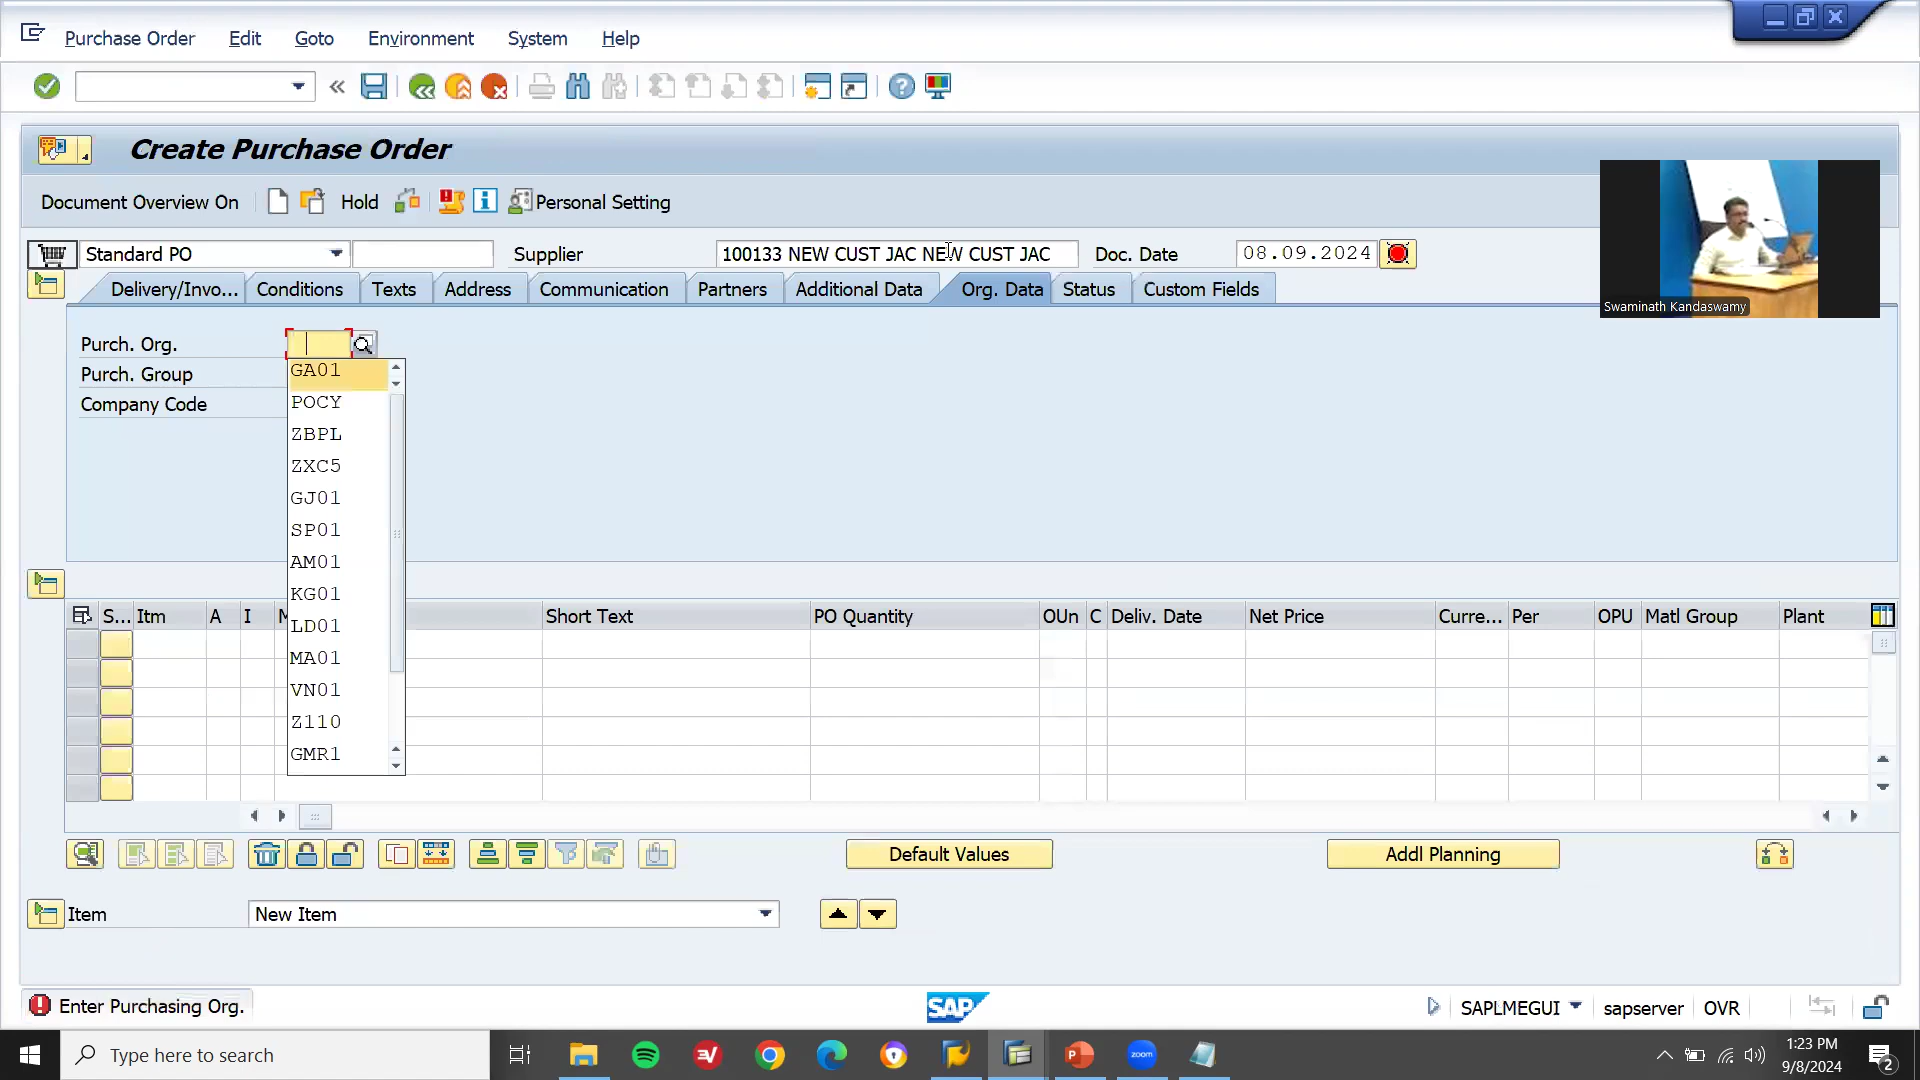 Purchase Order Edit Goto Environment System Help
Create Purchase Order
Document Overview On Hold Personal Setting
Standard PO Supplier 100133 NEW CUST JAC NEW CUST JAC Doc. Date 08.09.2024
Delivery/Invo... Conditions Texts Address Communication Partners Additional Data Org. Data Status Custom Fields
Swaminath Kandaswamy
Purch. Org.
Purch. Group
Company Code
GA01
POCY
ZBPL
ZXC5
GJ01
SP01
AM01
KG01
LD01
MA01
VN01
Z110
GMR1
S... Itm A I M Short Text PO Quantity OUn C Deliv. Date Net Price Curre... Per OPU Matl Group Plant
Default Values Addl Planning
Item New Item
Enter Purchasing Org. SAP SAPLMEGUI sapserver OVR
Type here to search zoom 1:23 PM
9/8/2024 2